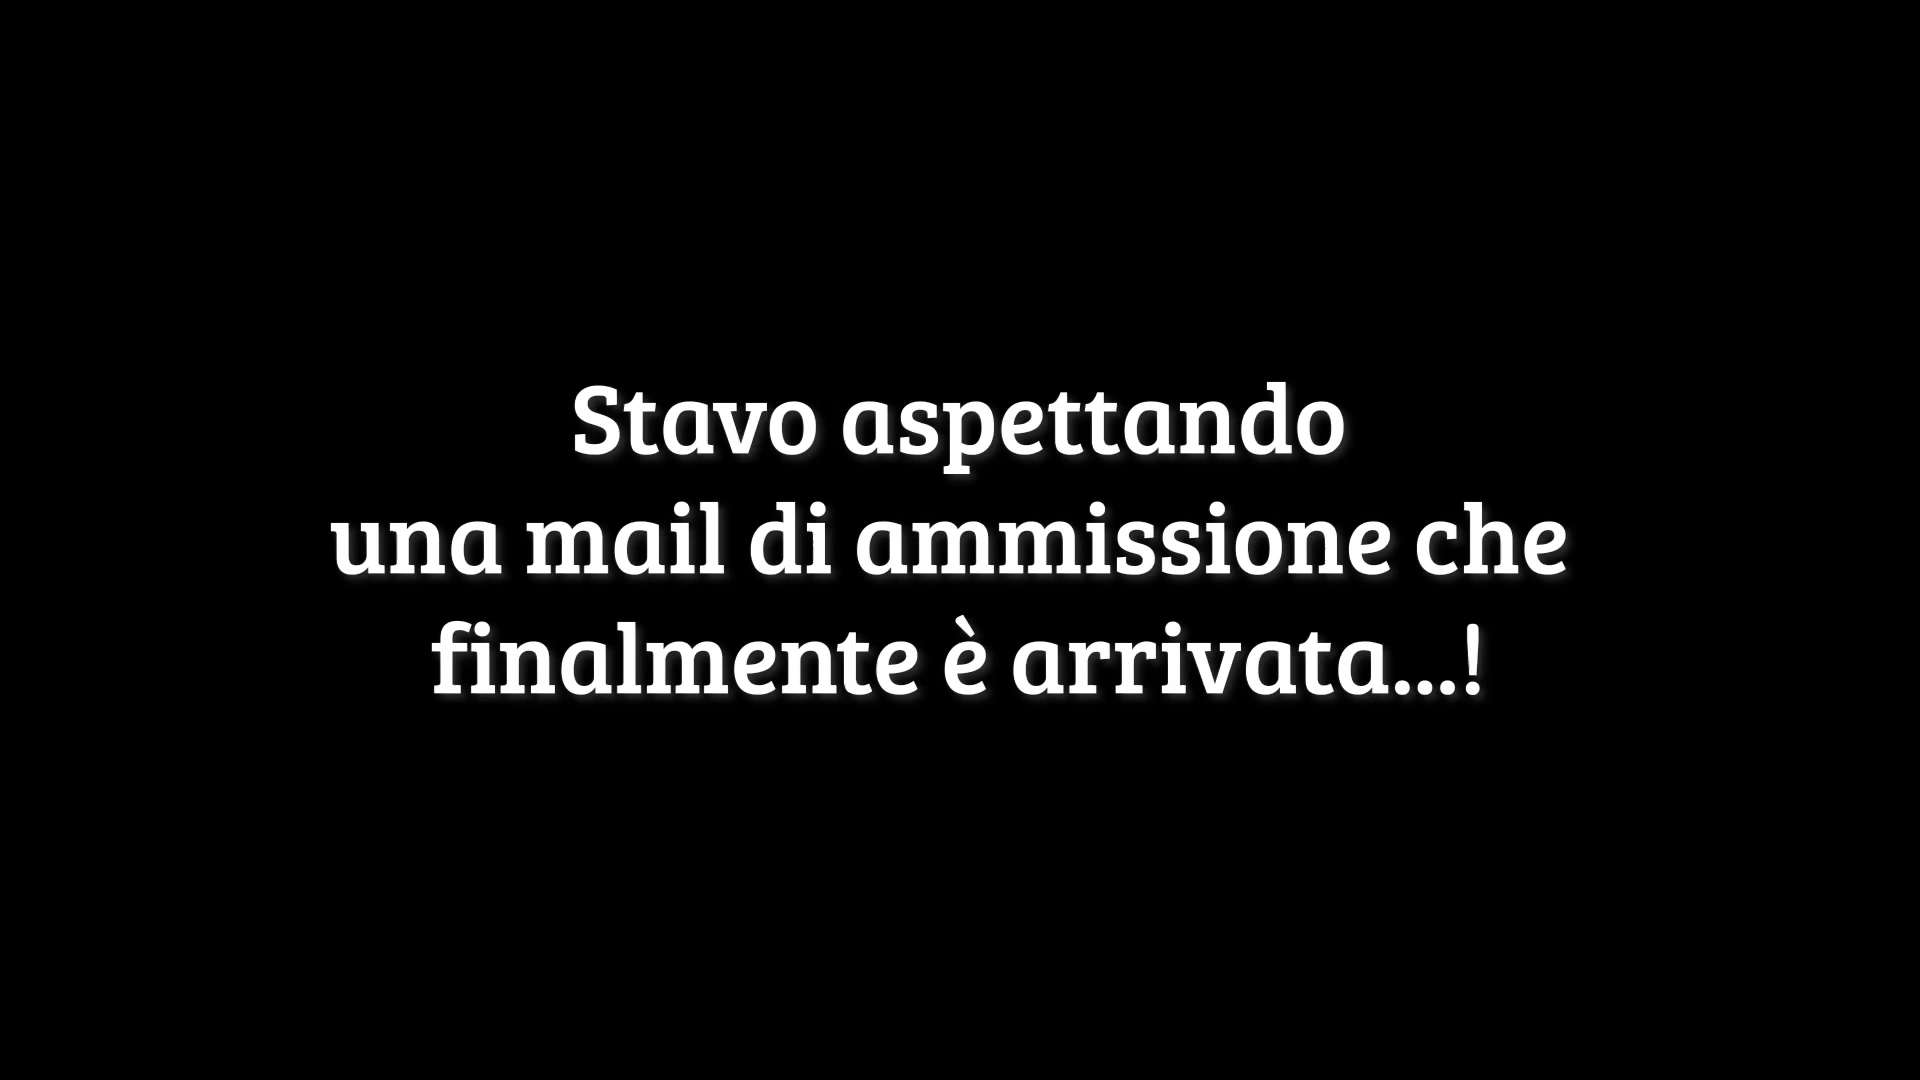 Stavo aspettando
una mail di ammissione che
finalmente è arrivata...!